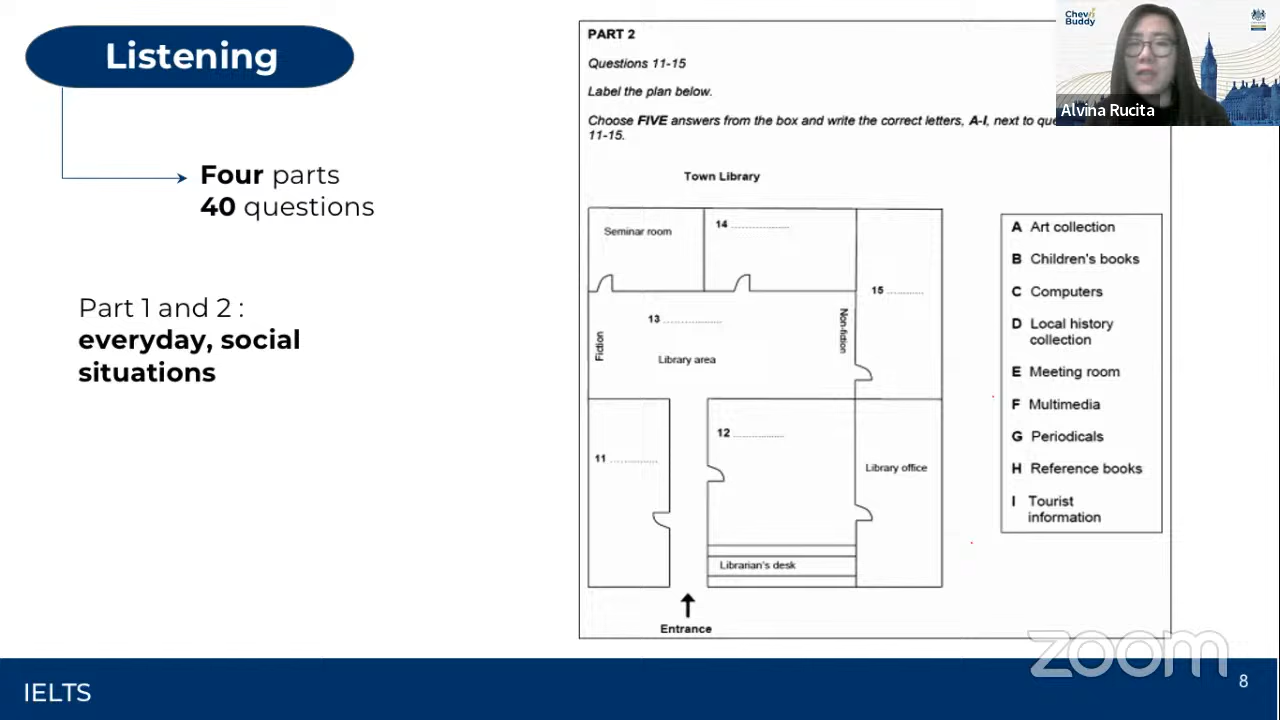 Listening
Four parts
40 questions
Part 1 and 2 :
everyday, social
situations
PART 2
Questions 11-15
Label the plan below.
Choose FIVE answers from the box and write the correct letters, A-I, next to
11-15.
Town Library
Seminar room
14 ....................
15 ............
13 ....................
Fiction
Non-fiction
Library area
12 .................
11 .................
Library office
Librarian's desk
Entrance
A Art collection
B Children's books
C Computers
D Local history
collection
E Meeting room
F Multimedia
G Periodicals
H Reference books
I Tourist
information
Chev
Buddy
Alvina Rucita
zoom
IELTS
8